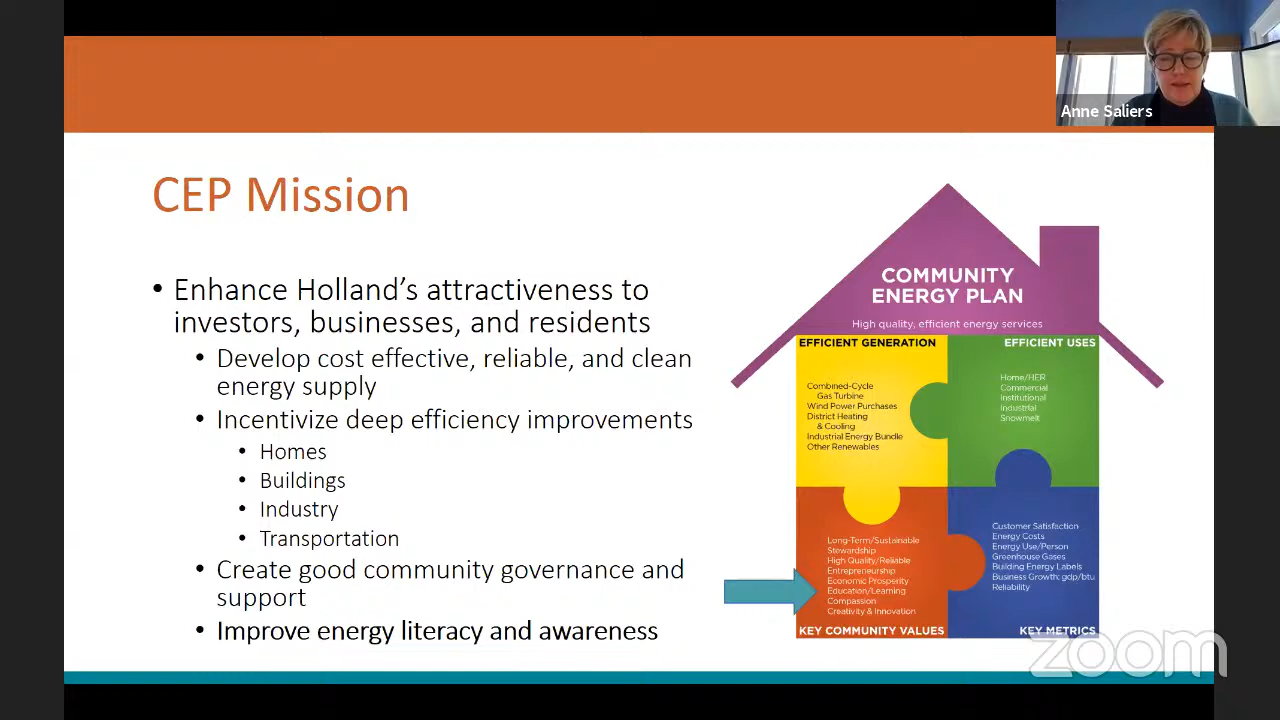 Anne Saliers
CEP Mission
• Enhance Holland's attractiveness to
investors, businesses, and residents
• Develop cost effective, reliable, and clean
energy supply
• Incentivize deep efficiency improvements
• Homes
• Buildings
• Industry
• Transportation
• Create good community governance and
support
• Improve energy literacy and awareness
COMMUNITY
ENERGY PLAN
High quality, efficient energy services
EFFICIENT GENERATION
Combined-Cycle
Gas Turbine
Wind Power Purchases
District Heating
& Cooling
Industrial Energy Bundle
Other Renewables
EFFICIENT USES
Home/HER
Commercial
Institutional
Industrial
Snowmelt
Long-Term/Sustainable
Stewardship
High Quality/Reliable
Entrepreneurship
Economic Prosperity
Education/Learning
Compassion
Creativity & Innovation
KEY COMMUNITY VALUES
Customer Satisfaction
Energy Costs
Energy Use/Person
Greenhouse Gases
Building Energy Labels
Business Growth: gdp/btu
Reliability
KEY METRICS
zoom